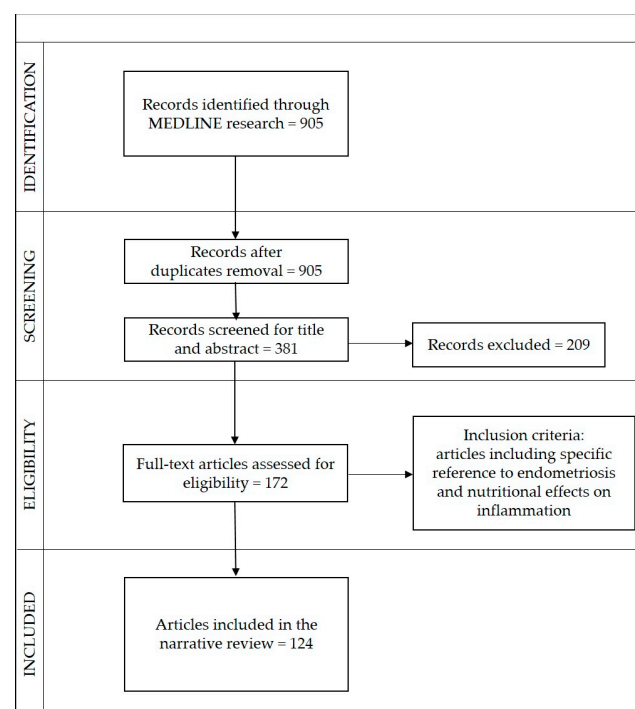 IDENTIFICATION
Records identified through
MEDLINE research = 905
SCREENING
Records after
duplicates removal = 905
Records screened for title
and abstract = 381
Records excluded = 209
ELIGIBILITY
Full-text articles assessed for
eligibility = 172
Inclusion criteria:
articles including specific
reference to endometriosis
and nutritional effects on
inflammation
INCLUDED
Articles included in the
narrative review = 124